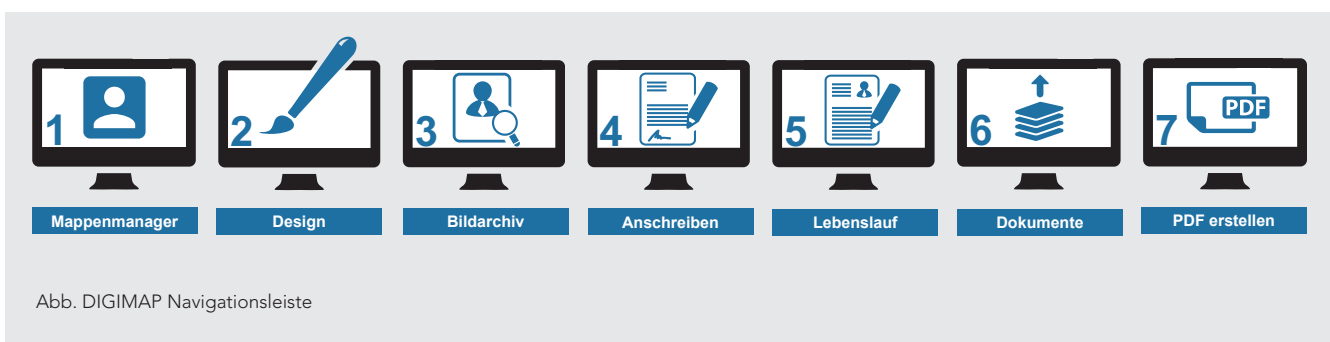 1
2
3
4
5
6
7 PDF
Mappenmanager
Design
Bildarchiv
Anschreiben
Lebenslauf
Dokumente
PDF erstellen
Abb. DIGIMAP Navigationsleiste